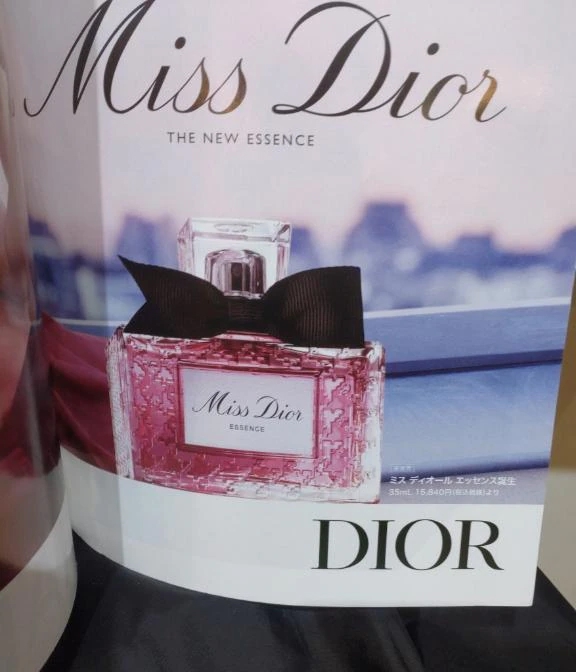 Miss Dior
THE NEW ESSENCE
Miss Dior
ESSENCE
ミス ディオール エッセンス誕生
35mL 15,840円(税込価格)より
DIOR